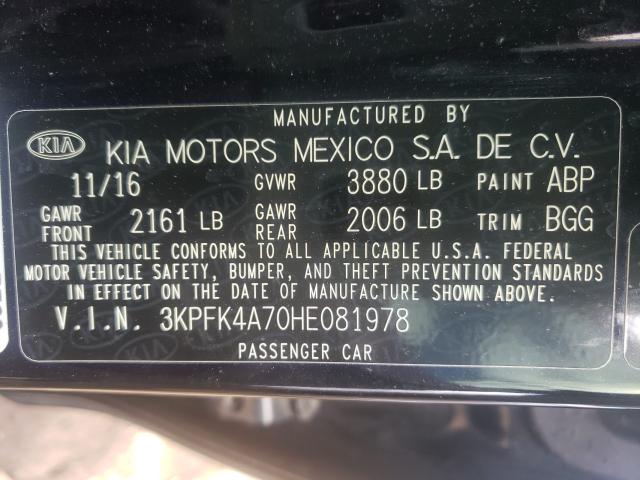 MANUFACTURED BY
KIA KIA MOTORS MEXICO S.A. DE C.V.
11/16 GVWR 3880 LB PAINT ABP
GAWR FRONT 2161 LB GAWR REAR 2006 LB TRIM BGG
THIS VEHICLE CONFORMS TO ALL APPLICABLE U.S.A. FEDERAL
MOTOR VEHICLE SAFETY, BUMPER, AND THEFT PREVENTION STANDARDS
IN EFFECT ON THE DATE OF MANUFACTURE SHOWN ABOVE.
V.I.N. 3KPFK4A70HE081978
PASSENGER CAR